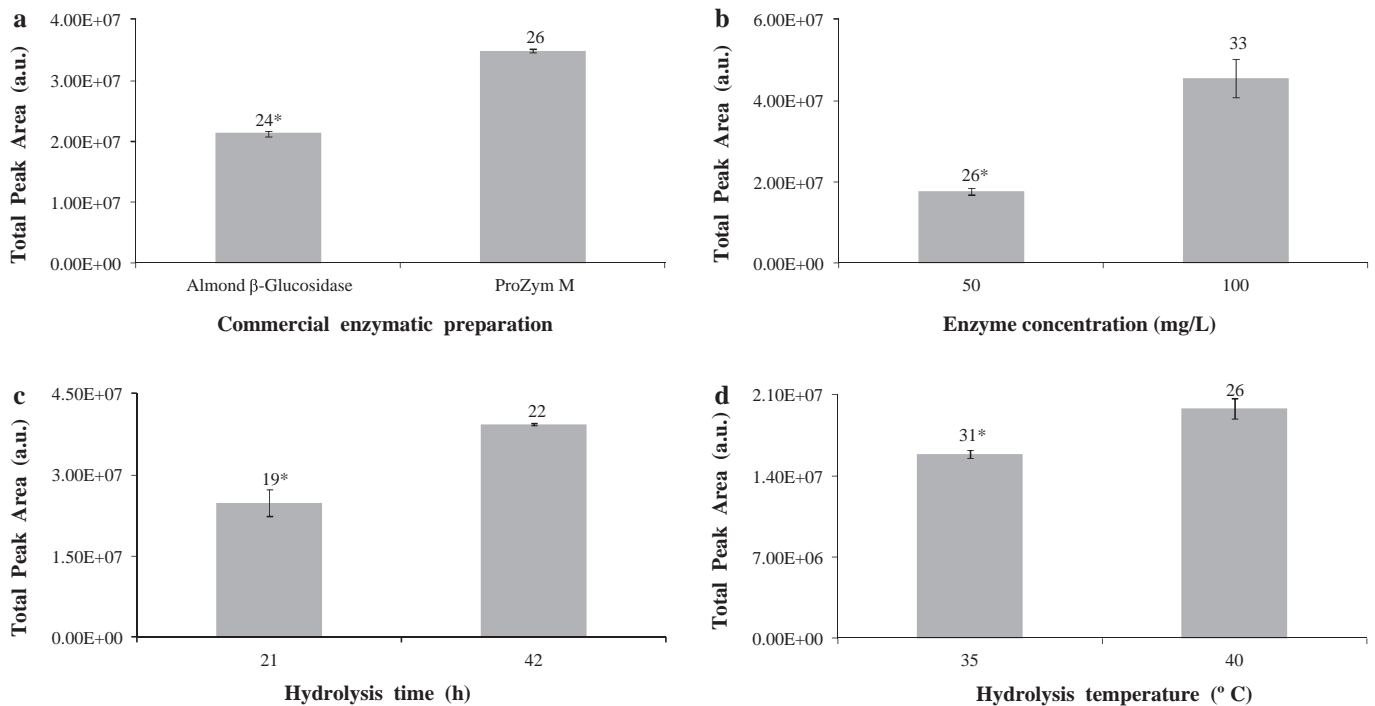 a
Total Peak Area (a.u.)
4.00E+07
3.00E+07
2.00E+07
1.00E+07
0.00E+00
24*
26
Almond β-Glucosidase
ProZym M
Commercial enzymatic preparation
b
Total Peak Area (a.u.)
6.00E+07
4.00E+07
2.00E+07
0.00E+00
26*
33
50
100
Enzyme concentration (mg/L)
c
Total Peak Area (a.u.)
4.50E+07
3.00E+07
1.50E+07
0.00E+00
19*
22
21
42
Hydrolysis time (h)
d
Total Peak Area (a.u.)
2.10E+07
1.40E+07
7.00E+06
0.00E+00
31*
26
35
40
Hydrolysis temperature (º C)